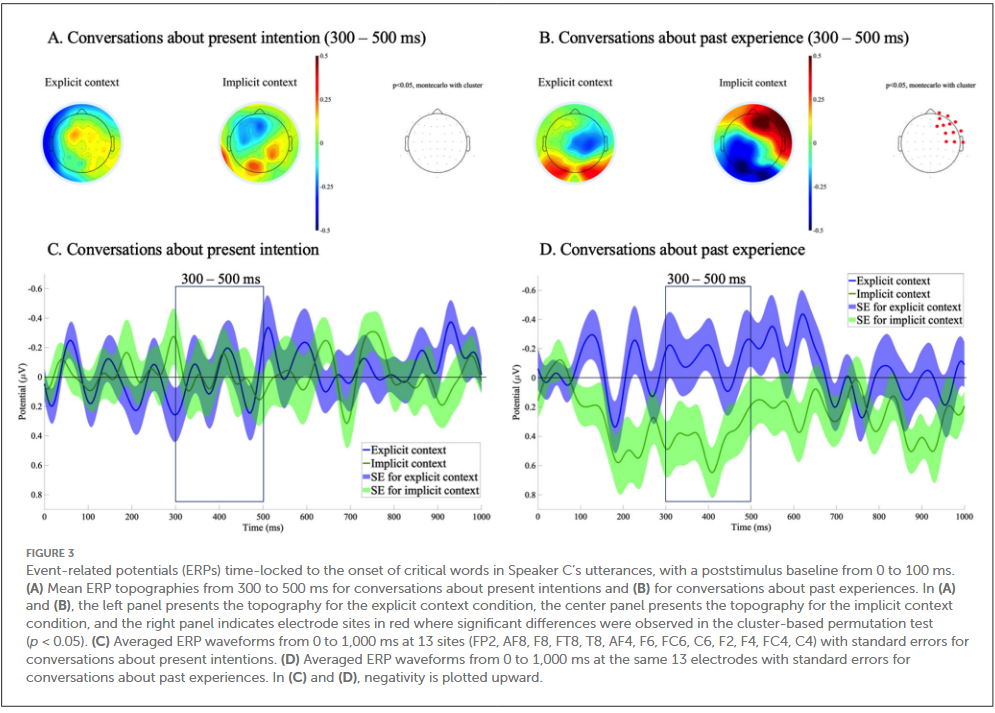 A. Conversations about present intention (300 – 500 ms)
B. Conversations about past experience (300 – 500 ms)
Explicit context
Implicit context
p<0.05, montecarlo with cluster
0.5
0.25
0
-0.25
-0.5
Explicit context
Implicit context
p<0.05, montecarlo with cluster
0.5
0.25
0
-0.25
-0.5
C. Conversations about present intention
300 – 500 ms
-0.6
-0.4
-0.2
0
0.2
0.4
0.6
0.8
Potential (μV)
Explicit context
Implicit context
SE for explicit context
SE for implicit context
0 100 200 300 400 500 600 700 800 900 1000
Time (ms)
D. Conversations about past experience
300 – 500 ms
-0.6
-0.4
-0.2
0
0.2
0.4
0.6
0.8
Potential (μV)
Explicit context
Implicit context
SE for explicit context
SE for implicit context
0 100 200 300 400 500 600 700 800 900 1000
Time (ms)
FIGURE 3
Event-related potentials (ERPs) time-locked to the onset of critical words in Speaker C's utterances, with a poststimulus baseline from 0 to 100 ms.
(A) Mean ERP topographies from 300 to 500 ms for conversations about present intentions and (B) for conversations about past experiences. In (A)
and (B), the left panel presents the topography for the explicit context condition, the center panel presents the topography for the implicit context
condition, and the right panel indicates electrode sites in red where significant differences were observed in the cluster-based permutation test
(p < 0.05). (C) Averaged ERP waveforms from 0 to 1,000 ms at 13 sites (FP2, AF8, F8, FT8, T8, AF4, F6, FC6, C6, F2, F4, FC4, C4) with standard errors for
conversations about present intentions. (D) Averaged ERP waveforms from 0 to 1,000 ms at the same 13 electrodes with standard errors for
conversations about past experiences. In (C) and (D), negativity is plotted upward.